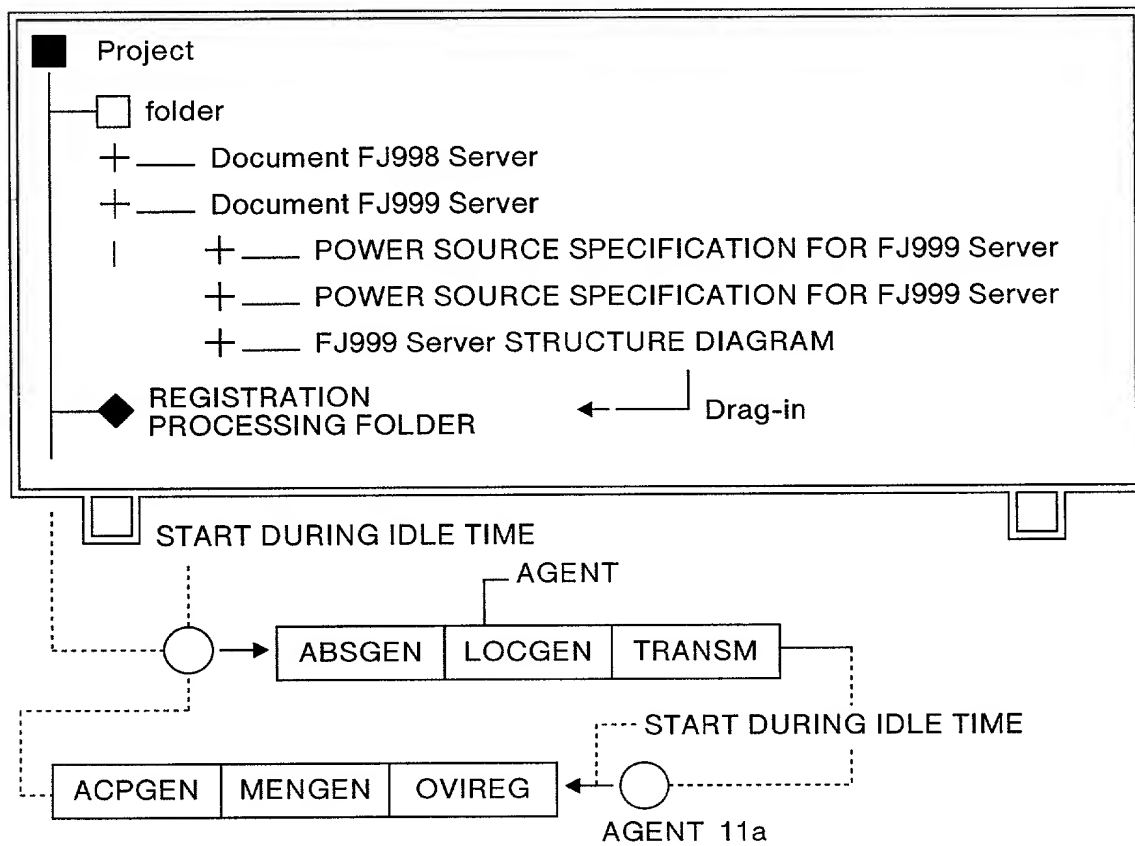 Project
folder
Document FJ998 Server
Document FJ999 Server
POWER SOURCE SPECIFICATION FOR FJ999 Server
POWER SOURCE SPECIFICATION FOR FJ999 Server
FJ999 Server STRUCTURE DIAGRAM
REGISTRATION
PROCESSING FOLDER
Drag-in
START DURING IDLE TIME
AGENT
ABSGEN LOCGEN TRANSM
START DURING IDLE TIME
ACPGEN MENGEN OVIREG
AGENT 11a